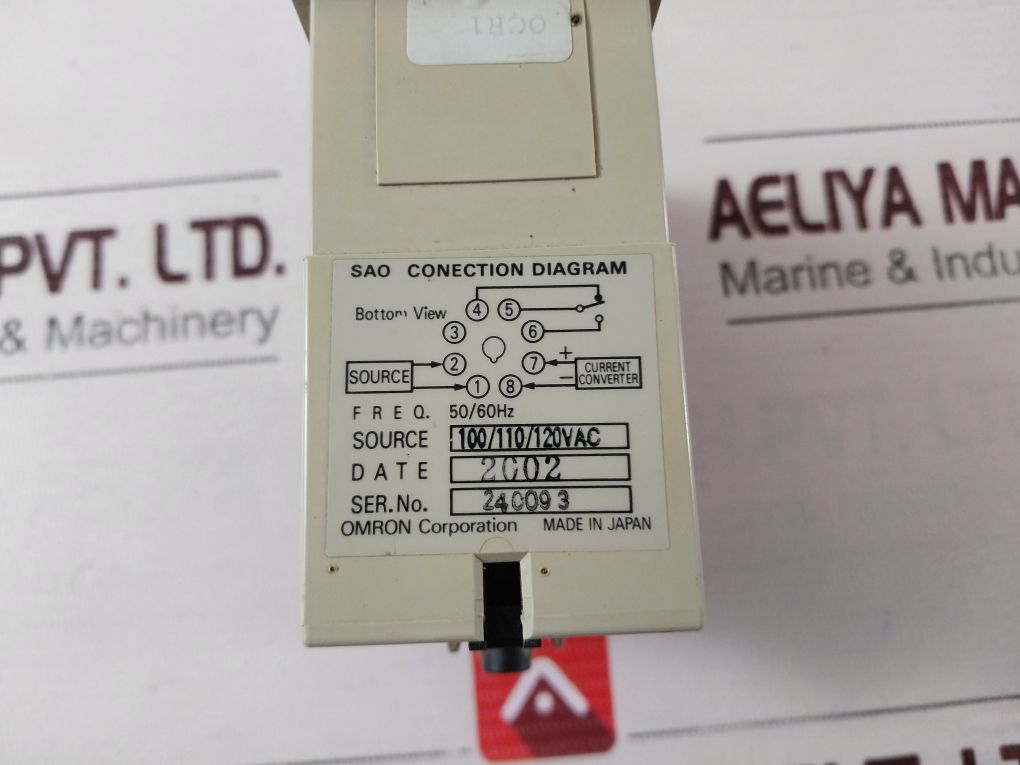 OCR1
PVT. LTD.
& Machinery
AELIYA MA
Marine & Indu
SAO CONECTION DIAGRAM
Bottom View
4 5
3 6
2 7 +
SOURCE
CURRENT
CONVERTER
1 8 −
FREQ. 50/60Hz
SOURCE 100/110/120VAC
DATE 2002
SER.No. 240093
OMRON Corporation MADE IN JAPAN